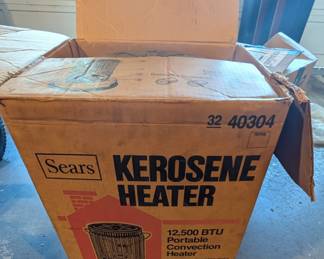 32 40304
Sears
KEROSENE
HEATER
12,500 BTU
Portable
Convection
Heater